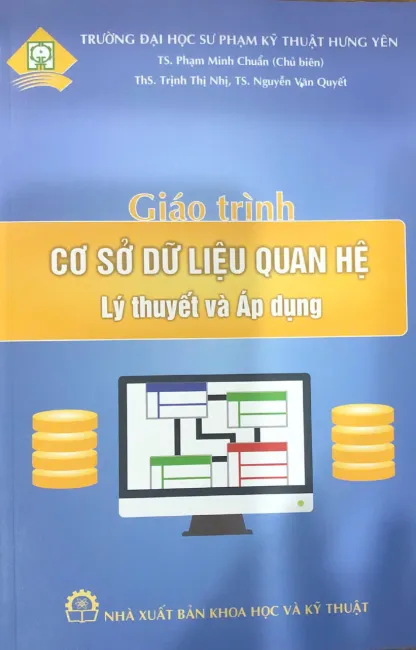 TRƯỜNG ĐẠI HỌC SƯ PHẠM KỸ THUẬT HƯNG YÊN
TS. Phạm Minh Chuẩn (Chủ biên)
ThS. Trịnh Thị Nhị, TS. Nguyễn Văn Quyết
Giáo trình
CƠ SỞ DỮ LIỆU QUAN HỆ
Lý thuyết và Áp dụng
NHÀ XUẤT BẢN KHOA HỌC VÀ KỸ THUẬT